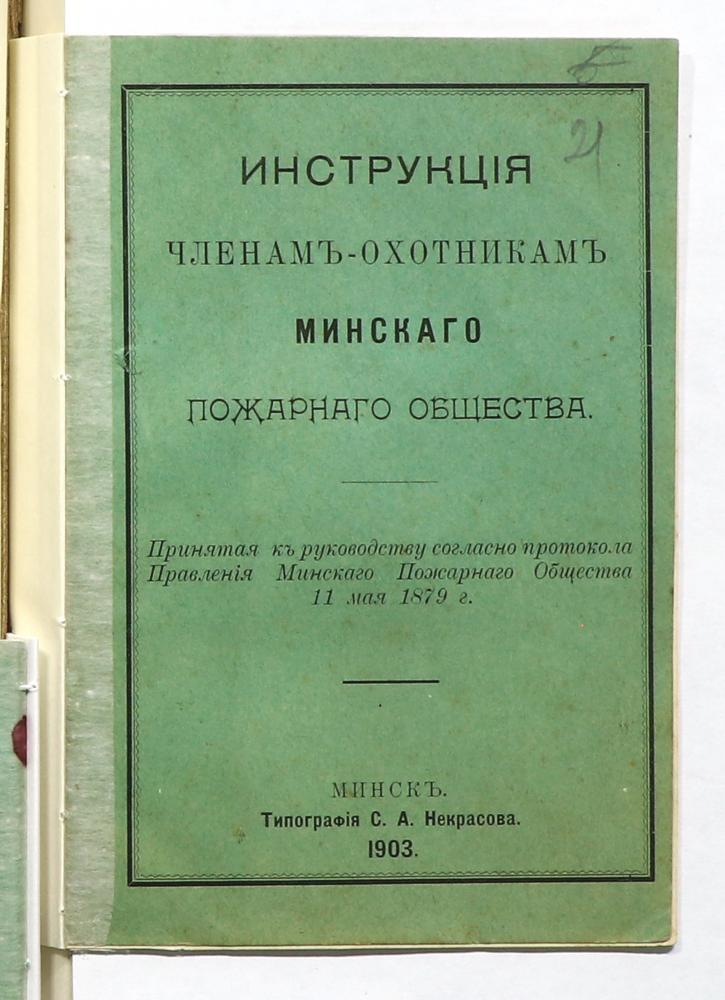 21
ИНСТРУКЦІЯ
ЧЛЕНАМЪ-ОХОТНИКАМЪ
МИНСКАГО
ПОЖАРНАГО ОБЩЕСТВА.
Принятая къ руководству согласно протокола
Правленія Минскаго Пожарнаго Общества
11 мая 1879 г.
МИНСКЪ.
Типографія С. А. Некрасова.
1903.